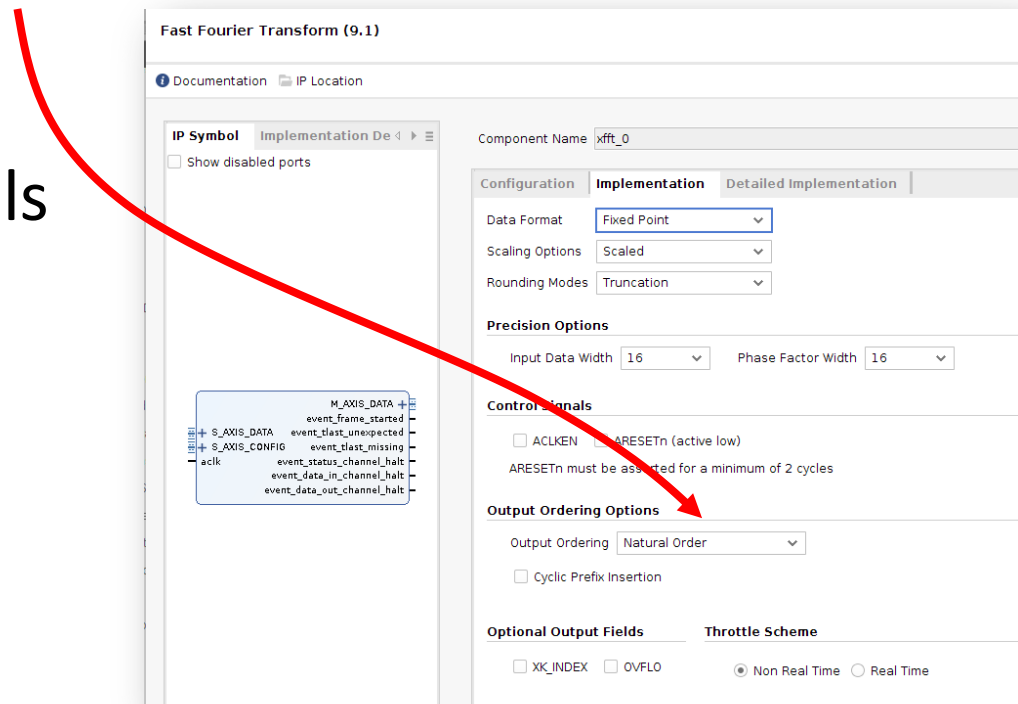 Fast Fourier Transform (9.1)
Documentation IP Location
ls
IP Symbol Implementation De
Show disabled ports
M_AXIS_DATA
event_frame_started
S_AXIS_DATA event_tlast_unexpected
S_AXIS_CONFIG event_tlast_missing
aclk event_status_channel_halt
event_data_in_channel_halt
event_data_out_channel_halt
Component Name xfft_0
Configuration Implementation Detailed Implementation
Data Format Fixed Point
Scaling Options Scaled
Rounding Modes Truncation
Precision Options
Input Data Width 16 Phase Factor Width 16
Control Signals
ACLKEN ARESETn (active low)
ARESETn must be asserted for a minimum of 2 cycles
Output Ordering Options
Output Ordering Natural Order
Cyclic Prefix Insertion
Optional Output Fields Throttle Scheme
XK_INDEX OVFLO Non Real Time Real Time